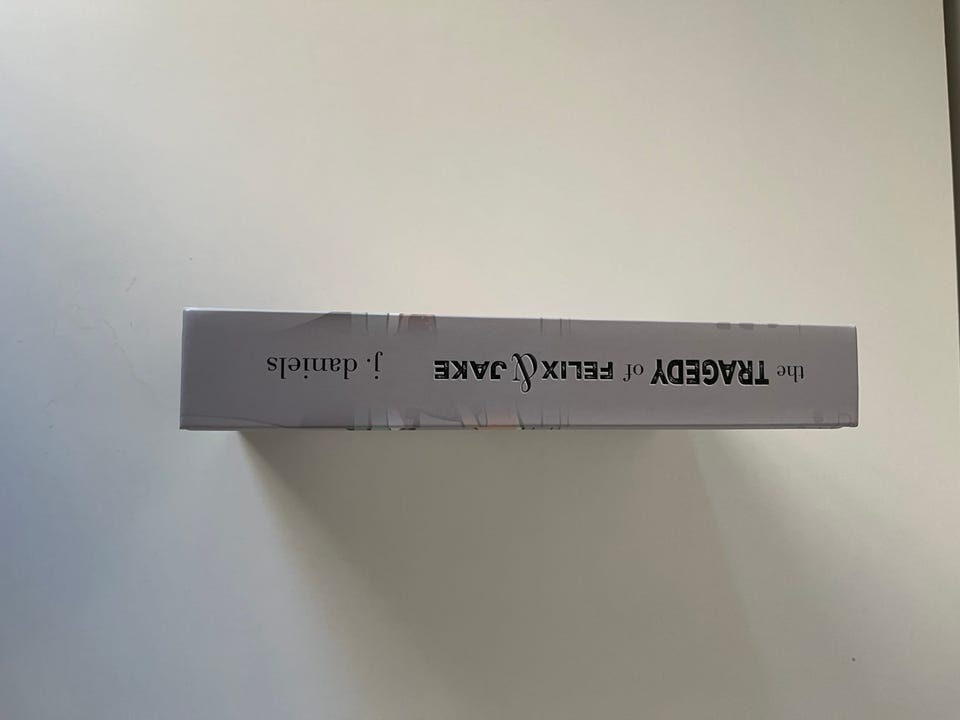 the TRAGEDY of FELIX & JAKE j. daniels